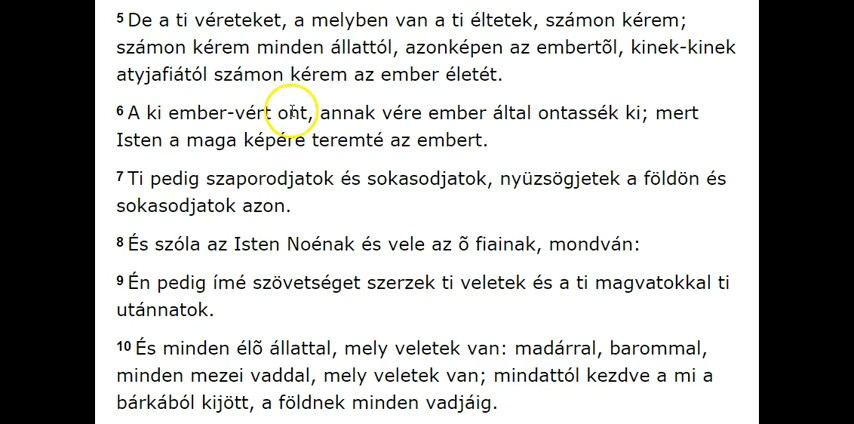 5 De a ti véreteket, a melyben van a ti éltetek, számon kérem;
számon kérem minden állattól, azonképen az embertõl, kinek-kinek
atyjafiától számon kérem az ember életét.
6 A ki ember-vért ont, annak vére ember által ontassék ki; mert
Isten a maga képére teremté az embert.
7 Ti pedig szaporodjatok és sokasodjatok, nyüzsögjetek a földön és
sokasodjatok azon.
8 És szóla az Isten Noénak és vele az õ fiainak, mondván:
9 Én pedig ímé szövetséget szerzek ti veletek és a ti magvatokkal ti
utánnatok.
10 És minden élõ állattal, mely veletek van: madárral, barommal,
minden mezei vaddal, mely veletek van; mindattól kezdve a mi a
bárkából kijött, a földnek minden vadjáig.